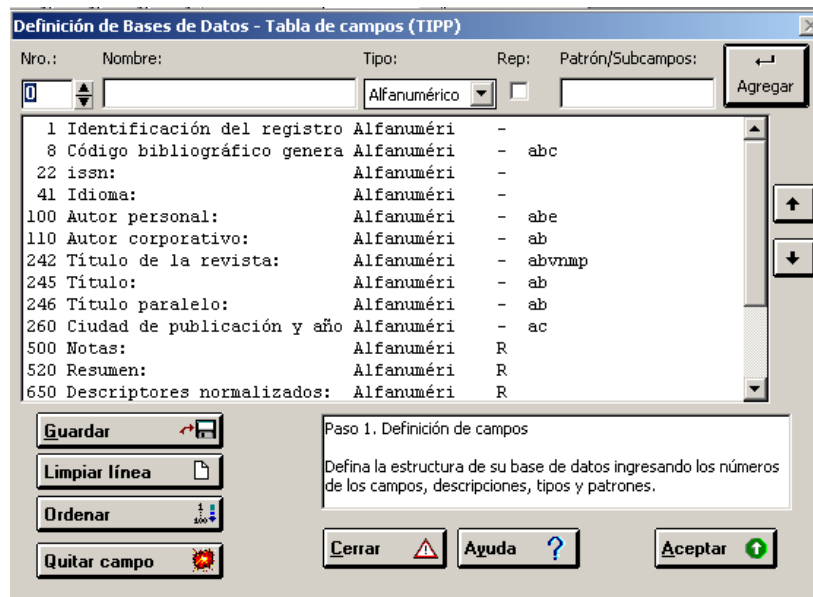 Definición de Bases de Datos - Tabla de campos (TIPP)
Nro.: Nombre: Tipo: Rep: Patrón/Subcampos:
0 Alfanumérico Agregar
1 Identificación del registro Alfanuméri -
8 Código bibliográfico genera Alfanuméri - abc
22 issn: Alfanuméri -
41 Idioma: Alfanuméri -
100 Autor personal: Alfanuméri - abe
110 Autor corporativo: Alfanuméri - ab
242 Título de la revista: Alfanuméri - abvnmp
245 Título: Alfanuméri - ab
246 Título paralelo: Alfanuméri - ab
260 Ciudad de publicación y año Alfanuméri - ac
500 Notas: Alfanuméri R
520 Resumen: Alfanuméri R
650 Descriptores normalizados: Alfanuméri R
Guardar
Limpiar línea
Ordenar
Quitar campo
Paso 1. Definición de campos
Defina la estructura de su base de datos ingresando los números
de los campos, descripciones, tipos y patrones.
Cerrar Ayuda ? Aceptar